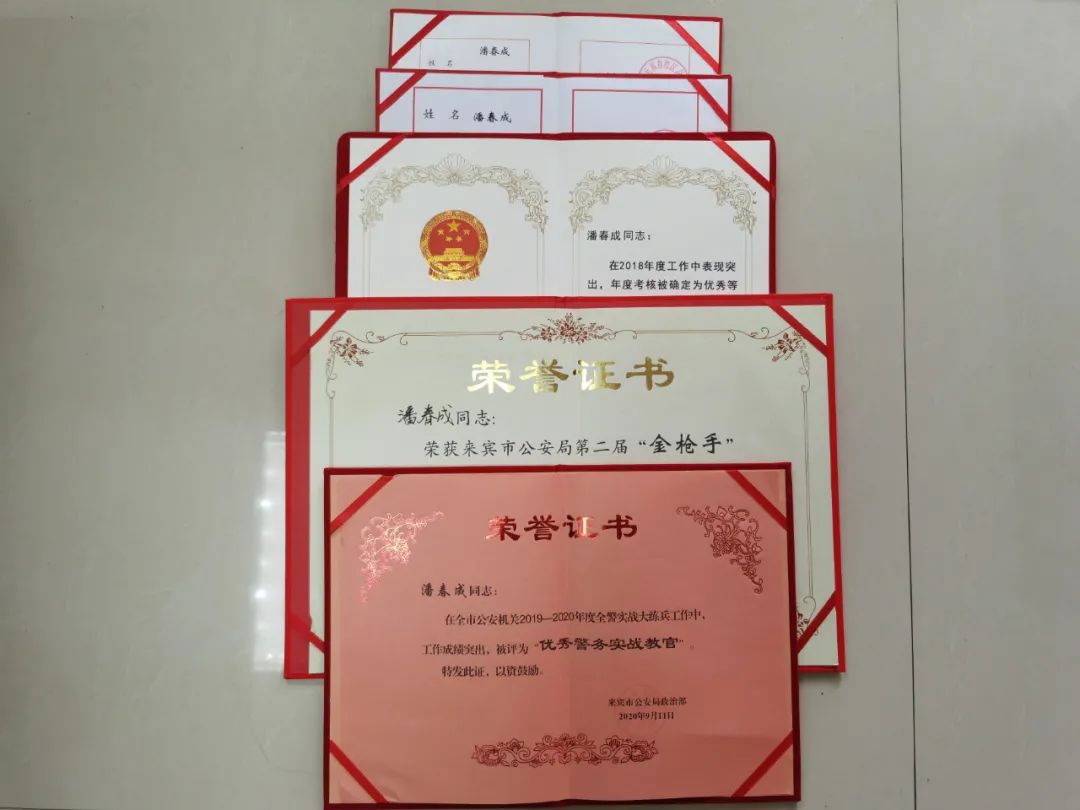 潘春成
姓 名
姓 名 潘春成
潘春成同志：
在2018年度工作中表现突
出，年度考核被确定为优秀等
荣誉证书
潘春成同志：
荣获来宾市公安局第二届“金枪手”
荣誉证书
潘春成同志：
在全市公安机关2019—2020年度全警实战大练兵工作中，
工作成绩突出，被评为“优秀警务实战教官”。
特发此证，以资鼓励。
来宾市公安局政治部
2020年9月11日